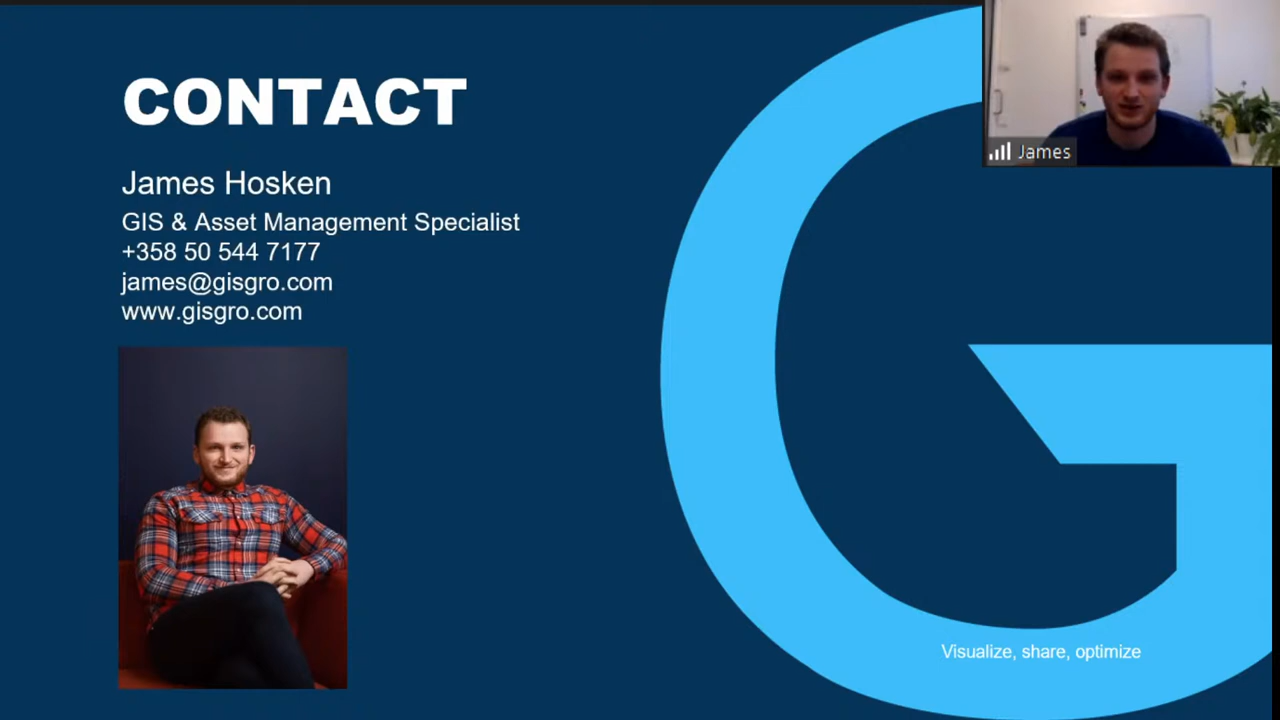 CONTACT
James Hosken
GIS & Asset Management Specialist
+358 50 544 7177
james@gisgro.com
www.gisgro.com
James
Visualize, share, optimize